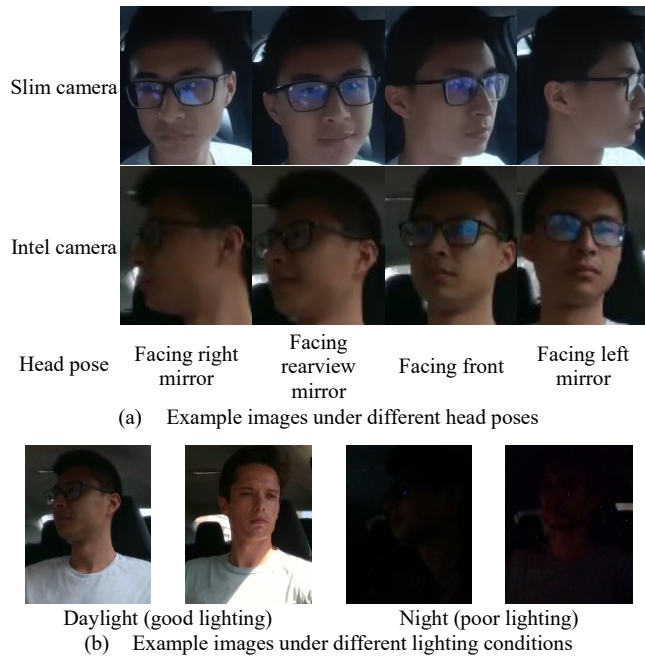 Slim camera
Intel camera
Head pose
Facing right
mirror
Facing
rearview
mirror
Facing front
Facing left
mirror
(a) Example images under different head poses
Daylight (good lighting)
Night (poor lighting)
(b) Example images under different lighting conditions